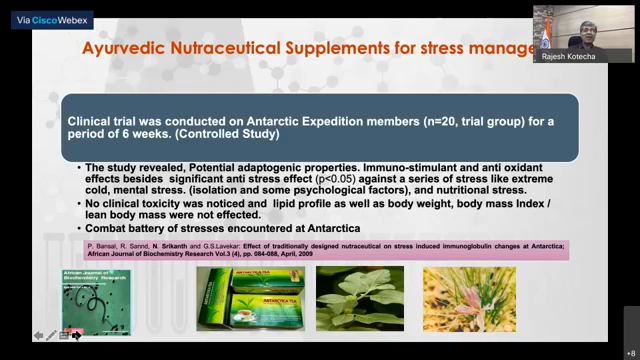 Via Cisco Webex
Ayurvedic Nutraceutical Supplements for stress manage
Rajesh Kotecha
Clinical trial was conducted on Antarctic Expedition members (n=20, trial group) for a
period of 6 weeks. (Controlled Study)
• The study revealed, Potential adaptogenic properties. Immuno-stimulant and anti oxidant
effects besides significant anti stress effect (p<0.05) against a series of stress like extreme
cold, mental stress. (isolation and some psychological factors), and nutritional stress.
• No clinical toxicity was noticed and lipid profile as well as body weight, body mass Index /
lean body mass were not effected.
• Combat battery of stresses encountered at Antarctica
P. Bansal, R. Sannd, N. Srikanth and G.S.Lavekar: Effect of traditionally designed nutraceutical on stress induced immunoglobulin changes at Antarctica;
African Journal of Biochemistry Research Vol.3 (4), pp. 084-088, April, 2009
African Journal of
Biochemistry Research
ANTARCTICA TEA
ANTARCTICA TEA
+8